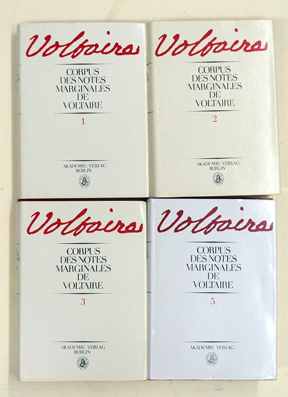 Voltaire
CORPUS
DES NOTES
MARGINALES
DE
VOLTAIRE
1
AKADEMIE-VERLAG
BERLIN
Voltaire
CORPUS
DES NOTES
MARGINALES
DE
VOLTAIRE
2
AKADEMIE-VERLAG
BERLIN
Voltaire
CORPUS
DES NOTES
MARGINALES
DE
VOLTAIRE
3
AKADEMIE-VERLAG
BERLIN
Voltaire
CORPUS
DES NOTES
MARGINALES
DE
VOLTAIRE
5
AKADEMIE VERLAG